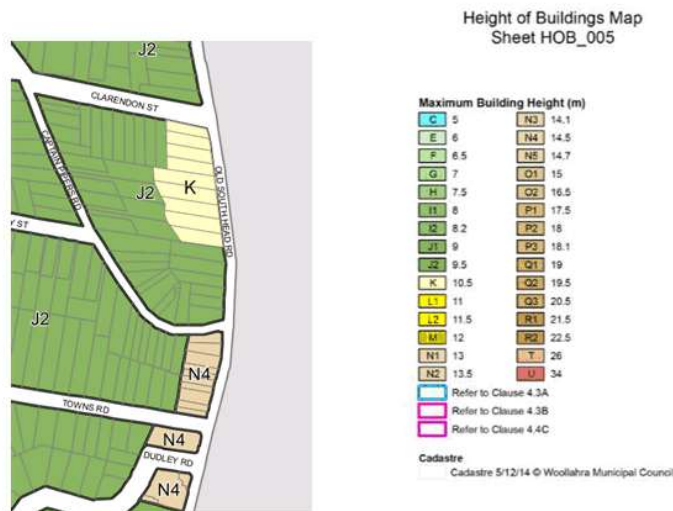 Height of Buildings Map
Sheet HOB_005
J2
CLARENDON ST
CAPTAIN PIPERS RD
OLD SOUTH HEAD RD
K
J2
Y ST
J2
N4
TOWNS RD
N4
DUDLEY RD
N4
Maximum Building Height (m)
C 5
E 6
F 6.5
G 7
H 7.5
I1 8
I2 8.2
J1 9
J2 9.5
K 10.5
L1 11
L2 11.5
M 12
N1 13
N2 13.5
N3 14.1
N4 14.5
N5 14.7
O1 15
O2 16.5
P1 17.5
P2 18
P3 18.1
Q1 19
Q2 19.5
Q3 20.5
R1 21.5
R2 22.5
T 26
U 34
Refer to Clause 4.3A
Refer to Clause 4.3B
Refer to Clause 4.4C
Cadastre
Cadastre 5/12/14 © Woollahra Municipal Council